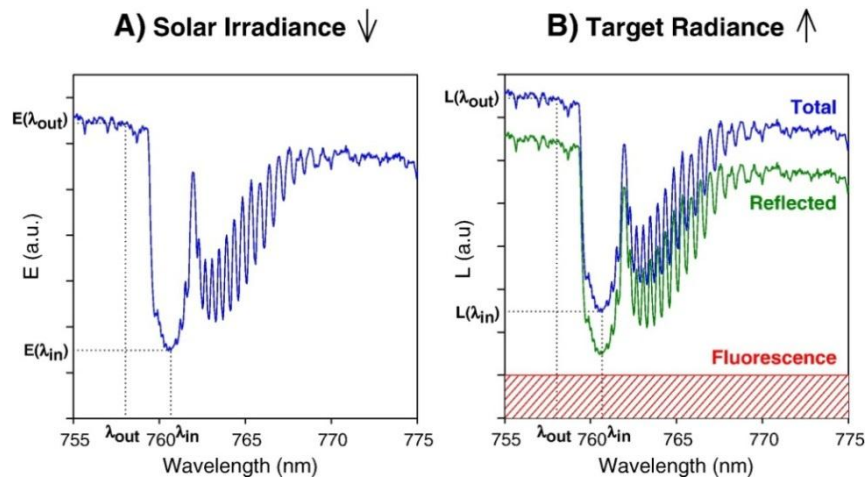 A) Solar Irradiance ↓
E(λout)
E (a.u.)
E(λin)
755 λout 760 λin 765 770 775
Wavelength (nm)
B) Target Radiance ↑
L(λout)
Total
Reflected
L (a.u)
L(λin)
Fluorescence
755 λout 760 λin 765 770 775
Wavelength (nm)